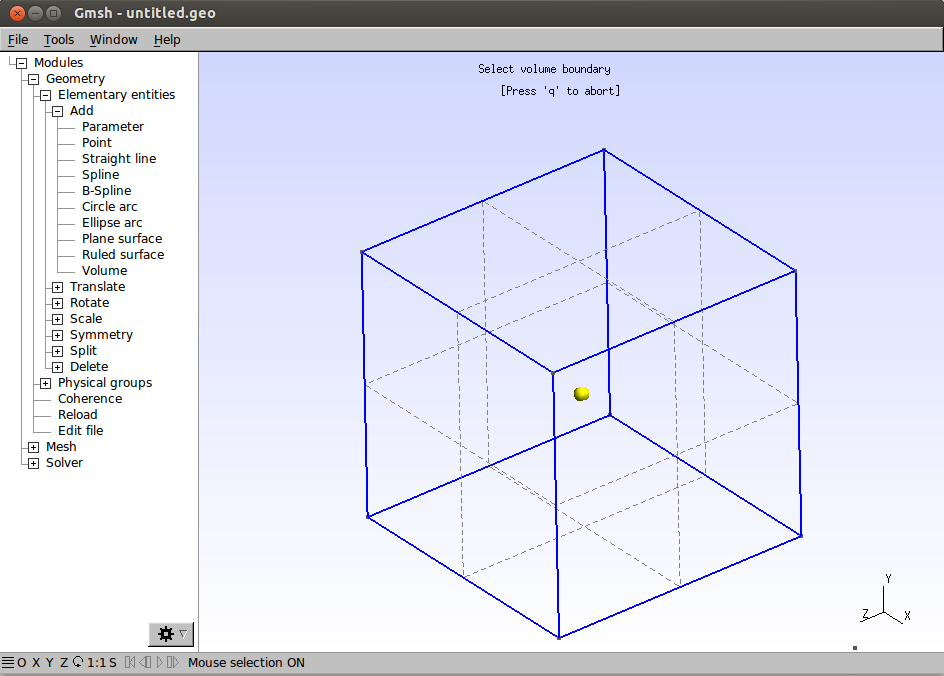 Gmsh - untitled.geo
File Tools Window Help
Modules
Geometry
Elementary entities
Add
Parameter
Point
Straight line
Spline
B-Spline
Circle arc
Ellipse arc
Plane surface
Ruled surface
Volume
Translate
Rotate
Scale
Symmetry
Split
Delete
Physical groups
Coherence
Reload
Edit file
Mesh
Solver
Select volume boundary
[Press 'q' to abort]
Y
Z
X
O X Y Z 1:1 S Mouse selection ON